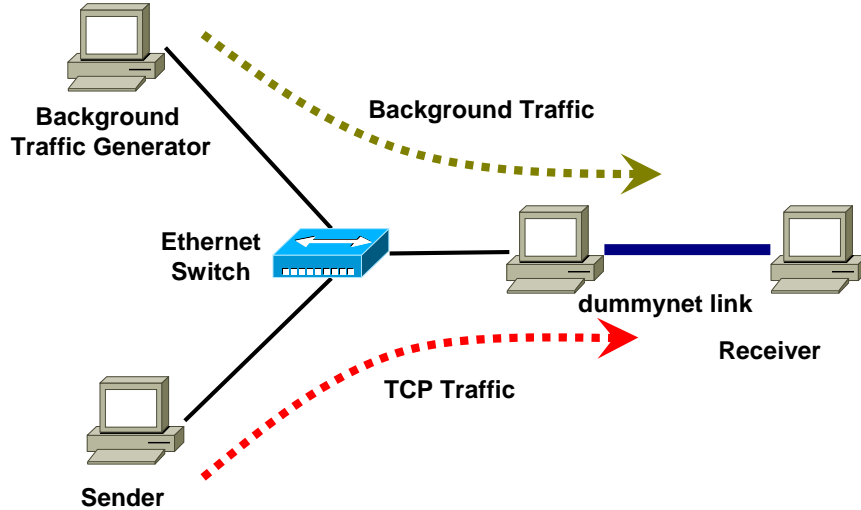 Background
Traffic Generator
Background Traffic
Ethernet
Switch
dummynet link
Receiver
TCP Traffic
Sender